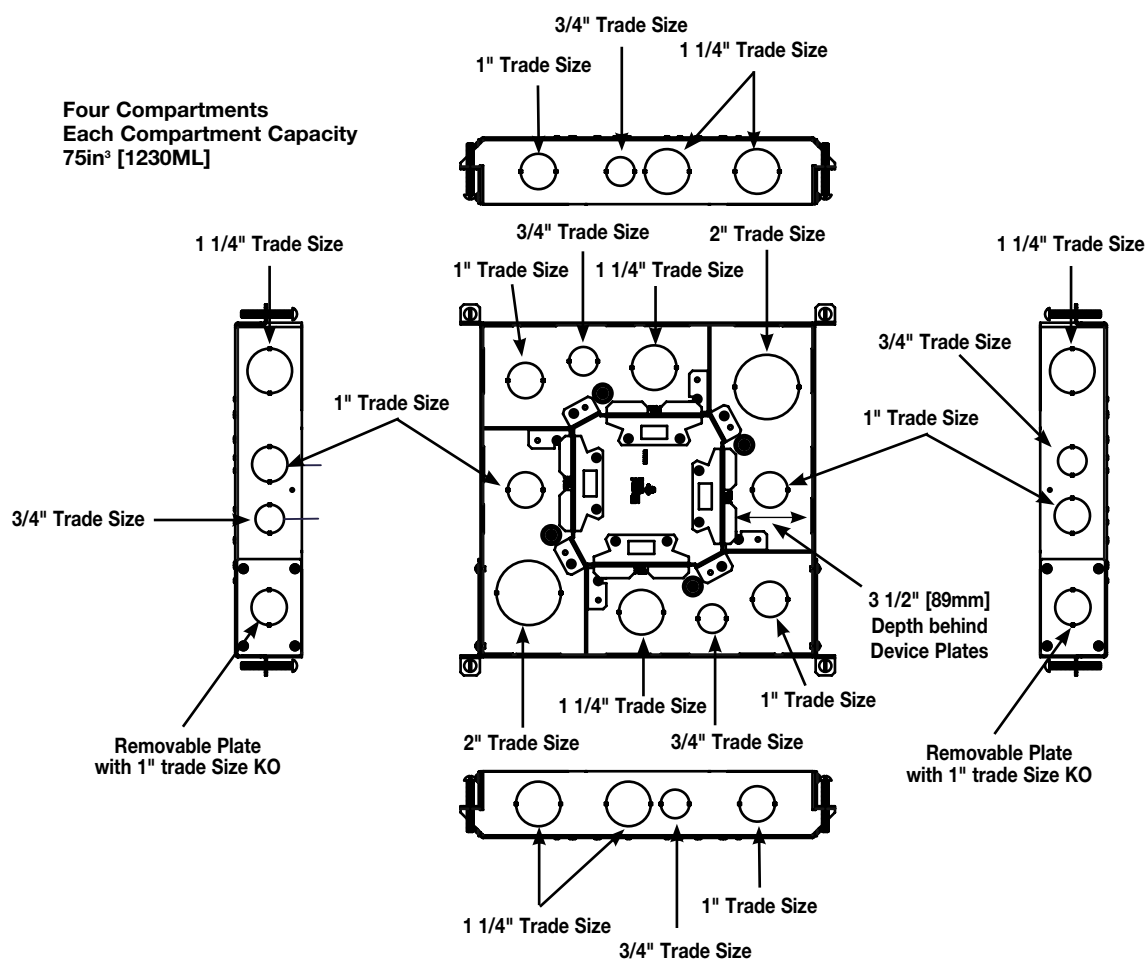 3/4" Trade Size
1 1/4" Trade Size
1" Trade Size
Four Compartments
Each Compartment Capacity
75in³ [1230ML]
1 1/4" Trade Size
3/4" Trade Size
2" Trade Size
1 1/4" Trade Size
1" Trade Size
1 1/4" Trade Size
3/4" Trade Size
1" Trade Size
1" Trade Size
3/4" Trade Size
3 1/2" [89mm]
Depth behind
Device Plates
1" Trade Size
1 1/4" Trade Size
2" Trade Size
3/4" Trade Size
Removable Plate
with 1" trade Size KO
Removable Plate
with 1" trade Size KO
1" Trade Size
1 1/4" Trade Size
3/4" Trade Size